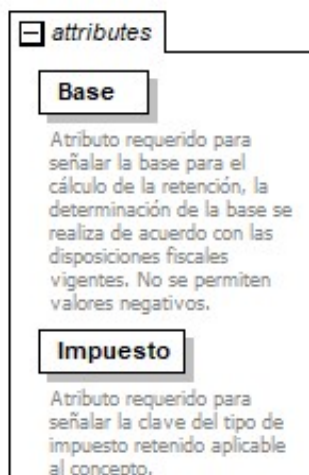 attributes
Base
Atributo requerido para
señalar la base para el
cálculo de la retención, la
determinación de la base se
realiza de acuerdo con las
disposiciones fiscales
vigentes. No se permiten
valores negativos.
Impuesto
Atributo requerido para
señalar la clave del tipo de
impuesto retenido aplicable
al concepto.